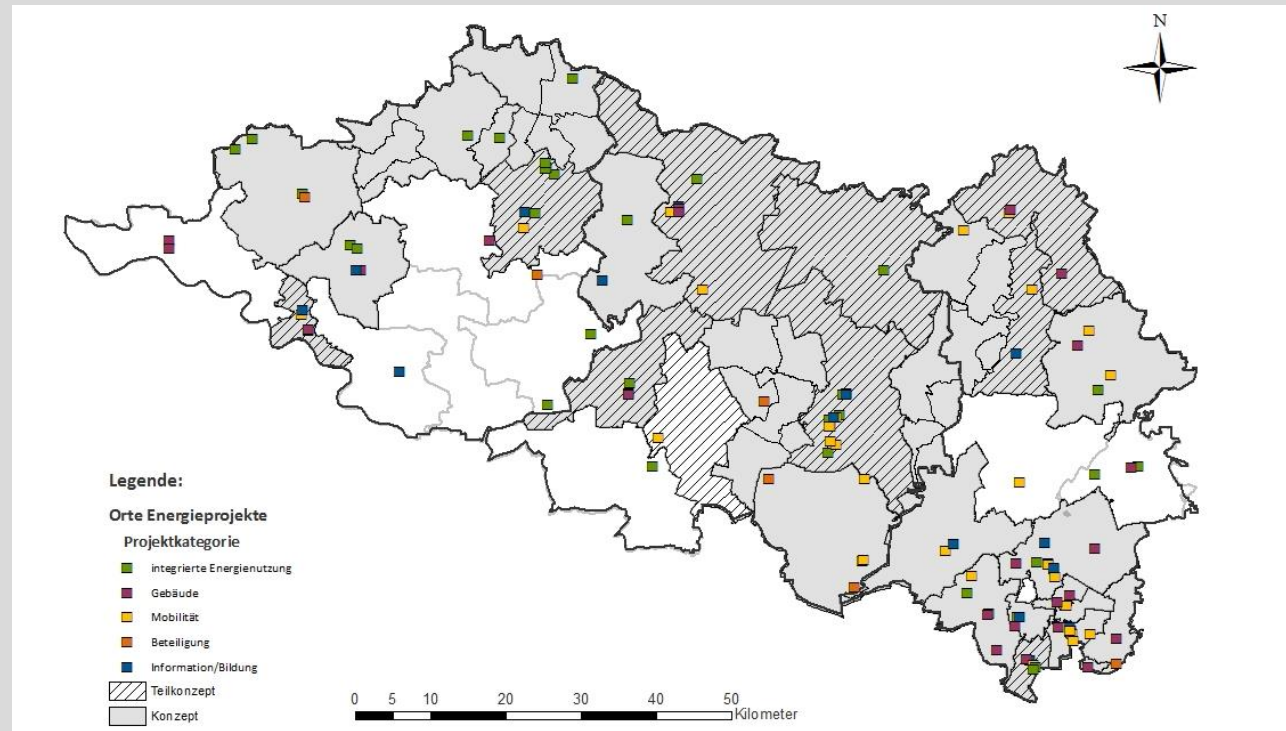 N
Legende:
Orte Energieprojekte
Projektkategorie
integrierte Energienutzung
Gebäude
Mobilität
Beteiligung
Information/Bildung
Teilkonzept
Konzept
0 5 10 20 30 40 50
Kilometer